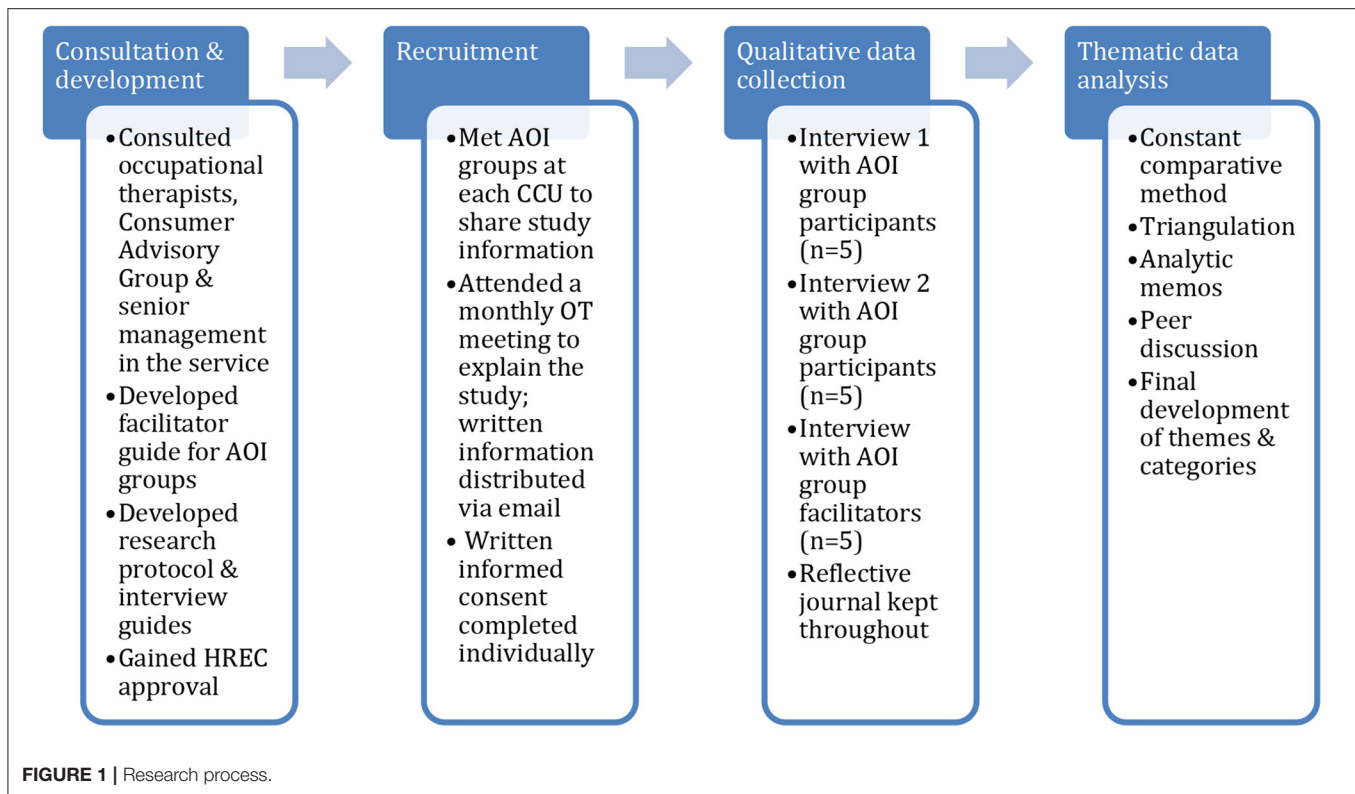 Consultation &
development
•Consulted
occupational
therapists,
Consumer
Advisory
Group &
senior
management
in the service
•Developed
facilitator
guide for AOI
groups
•Developed
research
protocol &
interview
guides
•Gained HREC
approval
Recruitment
•Met AOI
groups at
each CCU to
share study
information
•Attended a
monthly OT
meeting to
explain the
study;
written
information
distributed
via email
• Written
informed
consent
completed
individually
Qualitative data
collection
•Interview 1
with AOI
group
participants
(n=5)
•Interview 2
with AOI
group
participants
(n=5)
•Interview
with AOI
group
facilitators
(n=5)
•Reflective
journal kept
throughout
Thematic data
analysis
•Constant
comparative
method
•Triangulation
•Analytic
memos
•Peer
discussion
•Final
development
of themes &
categories
FIGURE 1 | Research process.